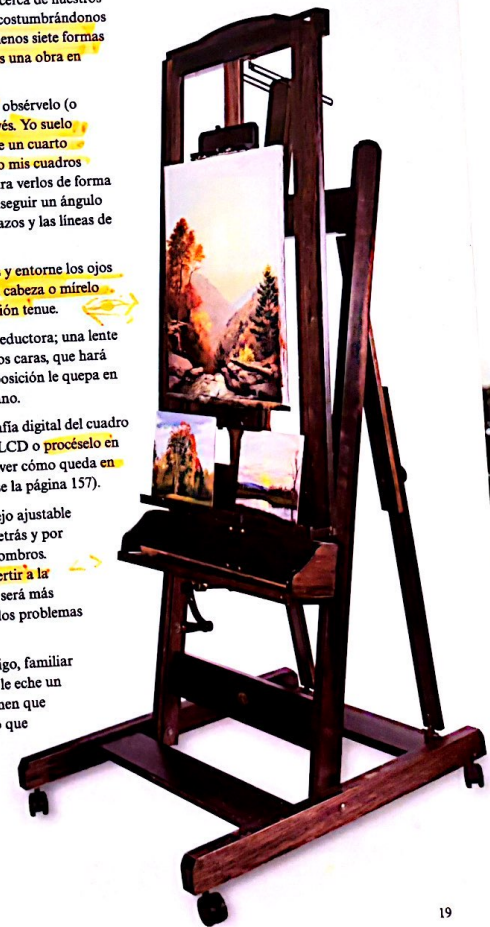 cerca de nuestros
costumbrándonos
enos siete formas
s una obra en
obsérvelo (o
vés. Yo suelo
e un cuarto
o mis cuadros
ra verlos de forma
seguir un ángulo
azos y las líneas de
s y entorne los ojos
cabeza o mírelo
ión tenue.
eductora; una lente
os caras, que hará
posición le quepa en
ano.
afía digital del cuadro
LCD o procéselo en
ver cómo queda en
e la página 157).
ejo ajustable
etrás y por
ombros.
ertir a la
será más
los problemas
igo, familiar
le eche un
nen que
o que
19